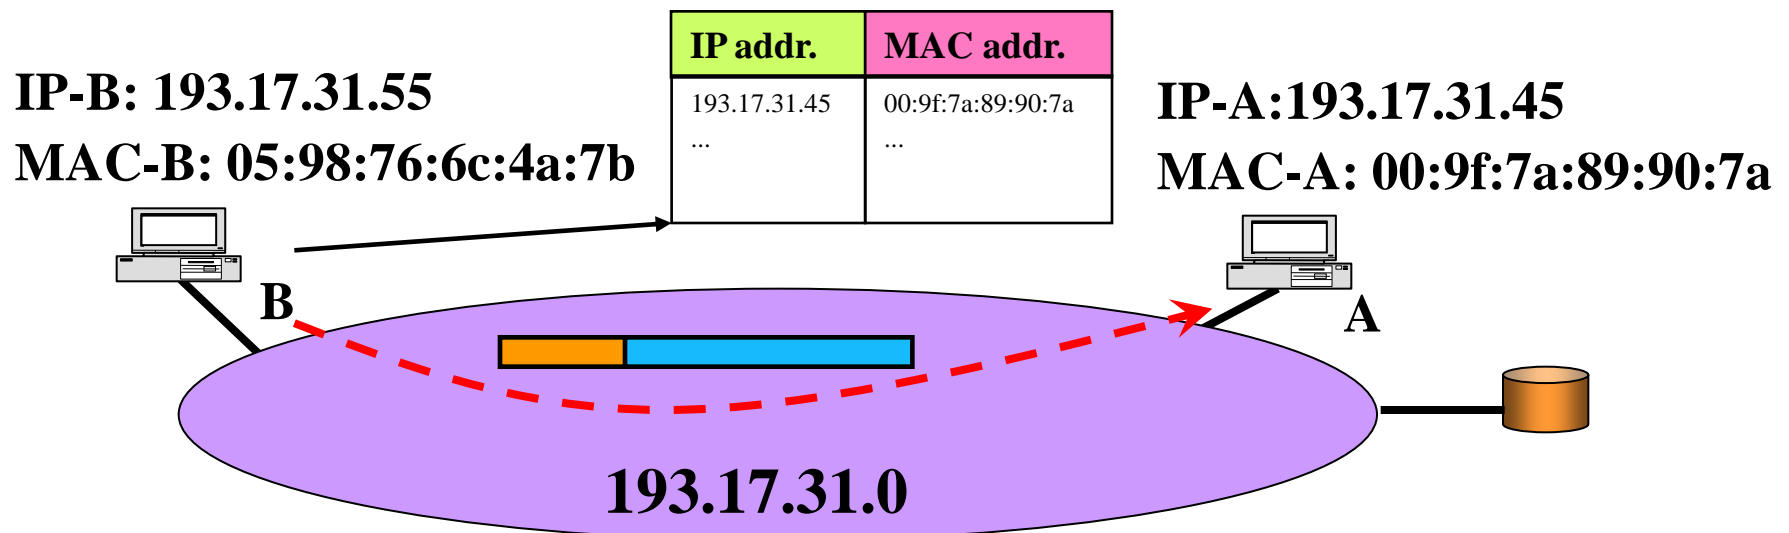 IP addr. MAC addr.
IP-B: 193.17.31.55
MAC-B: 05:98:76:6c:4a:7b
193.17.31.45 00:9f:7a:89:90:7a
... ...
IP-A:193.17.31.45
MAC-A: 00:9f:7a:89:90:7a
B
A
193.17.31.0